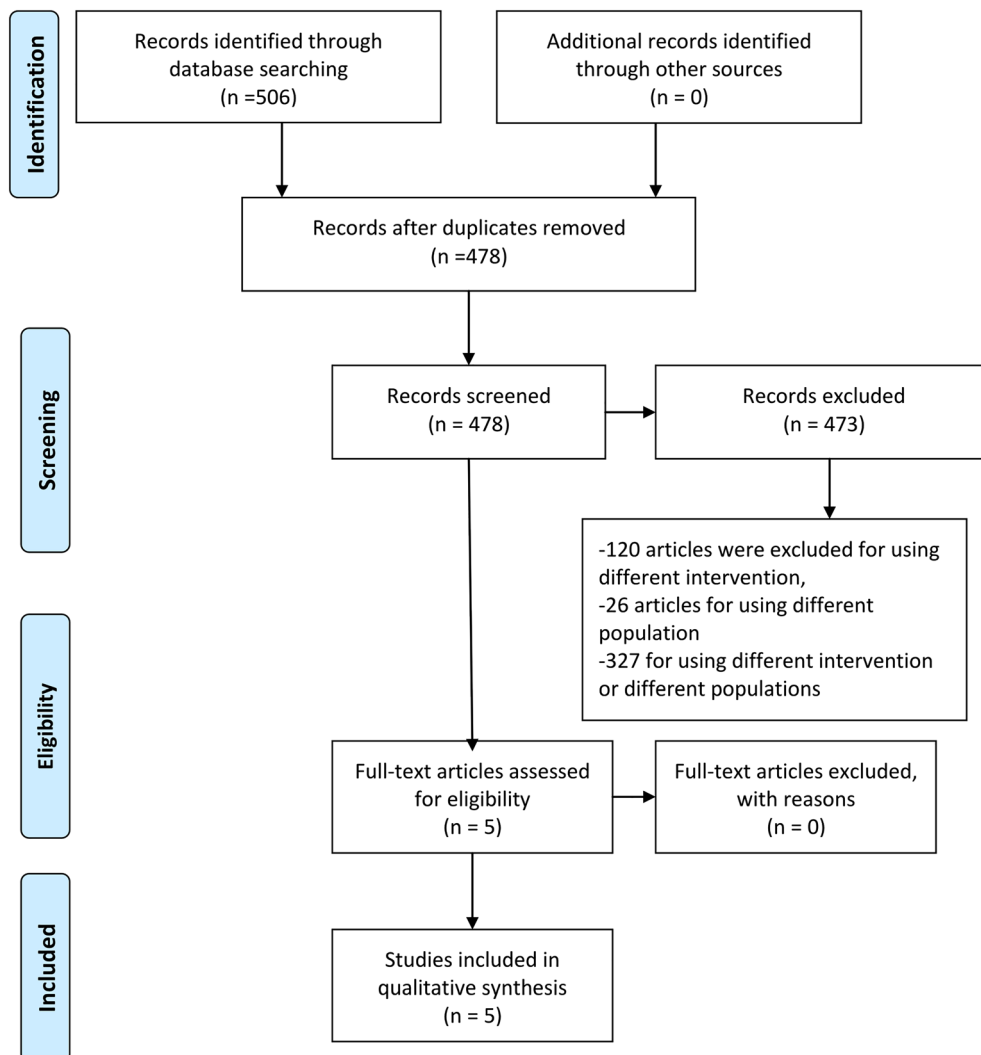 Identification
Records identified through
database searching
(n =506)
Additional records identified
through other sources
(n = 0)
Records after duplicates removed
(n =478)
Screening
Records screened
(n = 478)
Records excluded
(n = 473)
-120 articles were excluded for using
different intervention,
-26 articles for using different
population
-327 for using different intervention
or different populations
Eligibility
Full-text articles assessed
for eligibility
(n = 5)
Full-text articles excluded,
with reasons
(n = 0)
Included
Studies included in
qualitative synthesis
(n = 5)